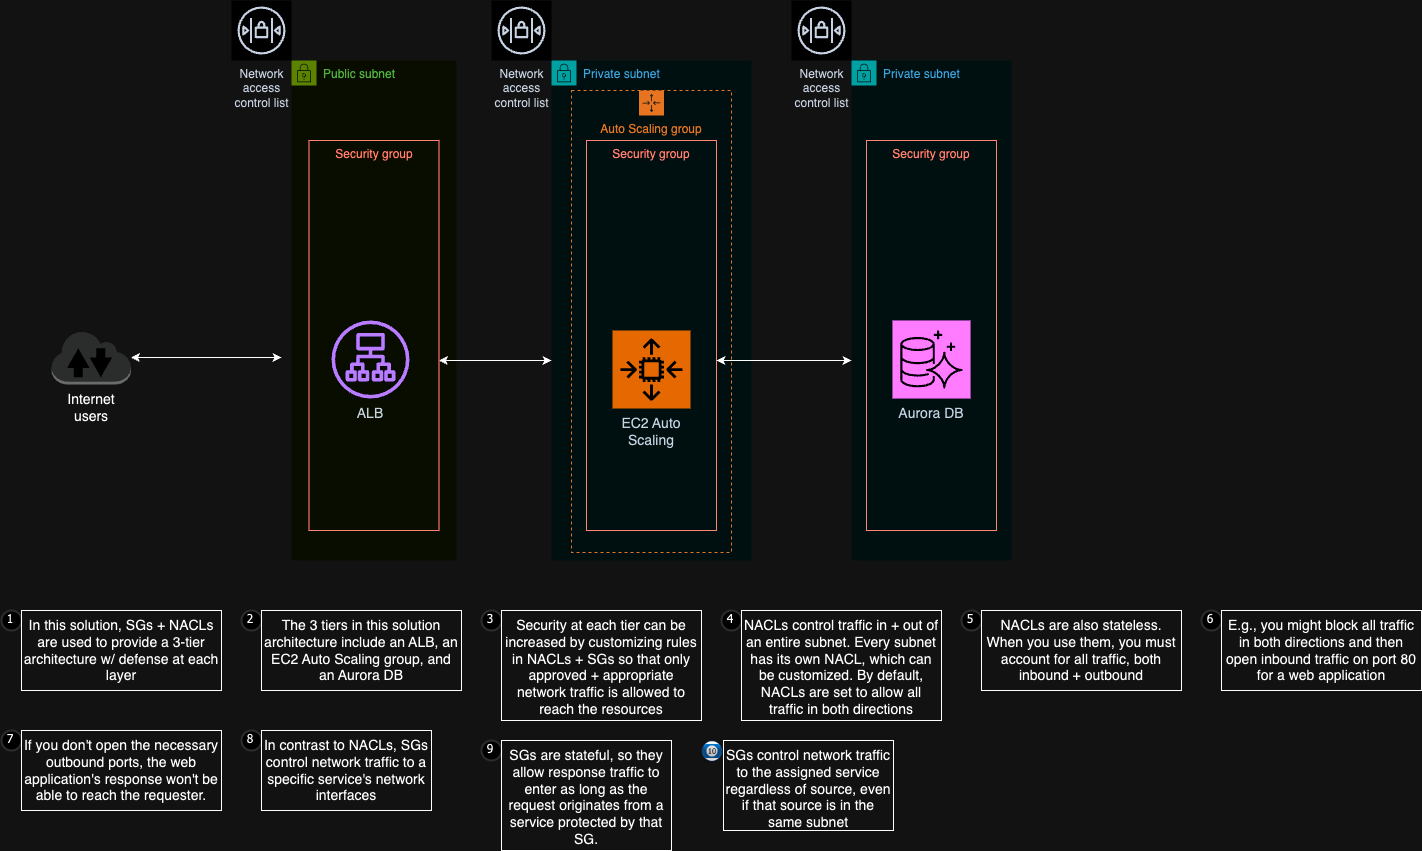 Network
access
control list
Public subnet
Security group
ALB
Network
access
control list
Private subnet
Auto Scaling group
Security group
EC2 Auto
Scaling
Network
access
control list
Private subnet
Security group
Aurora DB
Internet
users
1
In this solution, SGs + NACLs
are used to provide a 3-tier
architecture w/ defense at each
layer
2
The 3 tiers in this solution
architecture include an ALB, an
EC2 Auto Scaling group, and
an Aurora DB
3
Security at each tier can be
increased by customizing rules
in NACLs + SGs so that only
approved + appropriate
network traffic is allowed to
reach the resources
4
NACLs control traffic in + out of
an entire subnet. Every subnet
has its own NACL, which can
be customized. By default,
NACLs are set to allow all
traffic in both directions
5
NACLs are also stateless.
When you use them, you must
account for all traffic, both
inbound + outbound
6
E.g., you might block all traffic
in both directions and then
open inbound traffic on port 80
for a web application
7
If you don't open the necessary
outbound ports, the web
application's response won't be
able to reach the requester.
8
In contrast to NACLs, SGs
control network traffic to a
specific service's network
interfaces
9
SGs are stateful, so they
allow response traffic to
enter as long as the
request originates from a
service protected by that
SG.
10
SGs control network traffic
to the assigned service
regardless of source, even
if that source is in the
same subnet